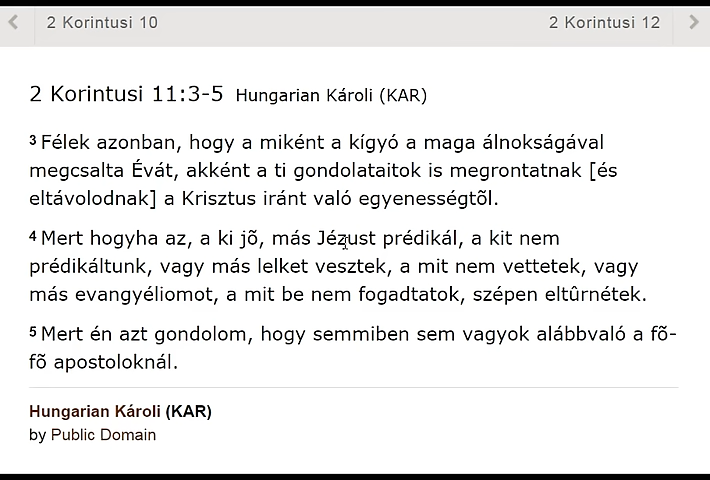 2 Korintusi 10
2 Korintusi 12
2 Korintusi 11:3-5 Hungarian Károli (KAR)
3 Félek azonban, hogy a miként a kígyó a maga álnokságával
megcsalta Évát, akként a ti gondolataitok is megrontatnak [és
eltávolodnak] a Krisztus iránt való egyenességtõl.
4 Mert hogyha az, a ki jõ, más Jézust prédikál, a kit nem
prédikáltunk, vagy más lelket vesztek, a mit nem vettetek, vagy
más evangyéliomot, a mit be nem fogadtatok, szépen eltûrnétek.
5 Mert én azt gondolom, hogy semmiben sem vagyok alábbvaló a fõ-
fõ apostoloknál.
Hungarian Károli (KAR)
by Public Domain